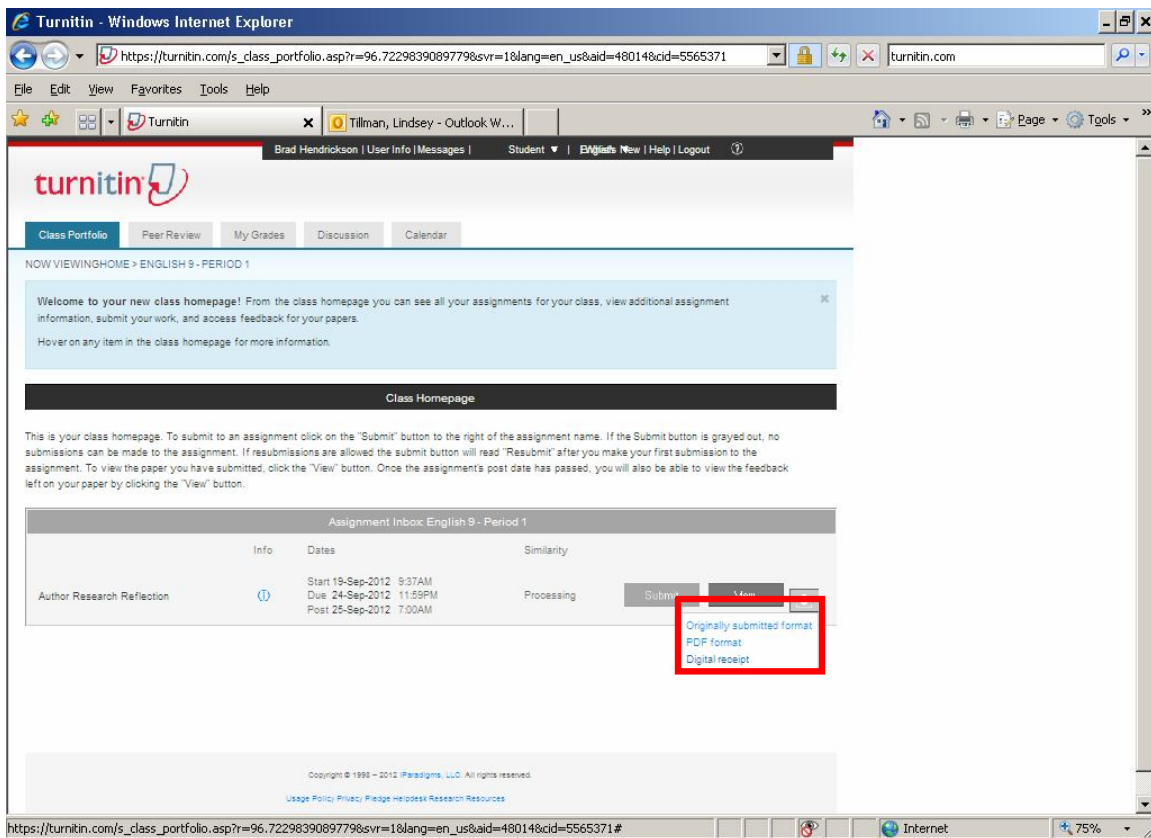 Turnitin - Windows Internet Explorer
https://turnitin.com/s_class_portfolio.asp?r=96.7229839089779&svr=1&lang=en_us&aid=48014&cid=5565371
turnitin.com
File Edit View Favorites Tools Help
Turnitin
Tillman, Lindsey - Outlook W...
Page Tools
Brad Hendrickson | User Info | Messages | Student ▼ | New | Help | Logout
turnitin
Class Portfolio Peer Review My Grades Discussion Calendar
NOW VIEWINGHOME > ENGLISH 9 - PERIOD 1
Welcome to your new class homepage! From the class homepage you can see all your assignments for your class, view additional assignment
information, submit your work, and access feedback for your papers.
Hover on any item in the class homepage for more information.
Class Homepage
This is your class homepage. To submit to an assignment click on the "Submit" button to the right of the assignment name. If the Submit button is grayed out, no
submissions can be made to the assignment. If resubmissions are allowed the submit button will read "Resubmit" after you make your first submission to the
assignment. To view the paper you have submitted, click the "View" button. Once the assignment's post date has passed, you will also be able to view the feedback
left on your paper by clicking the "View" button.
Assignment Inbox: English 9 - Period 1
Info Dates Similarity
Start 19-Sep-2012 9:37AM
Author Research Reflection Due 24-Sep-2012 11:59PM Processing Submit View
Post 25-Sep-2012 7:00AM
Originally submitted format
PDF format
Digital receipt
Copyright © 1998 – 2012 iParadigms, LLC. All rights reserved.
Usage Policy Privacy Pledge Helpdesk Research Resources
https://turnitin.com/s_class_portfolio.asp?r=96.7229839089779&svr=1&lang=en_us&aid=48014&cid=5565371#
Internet
75%